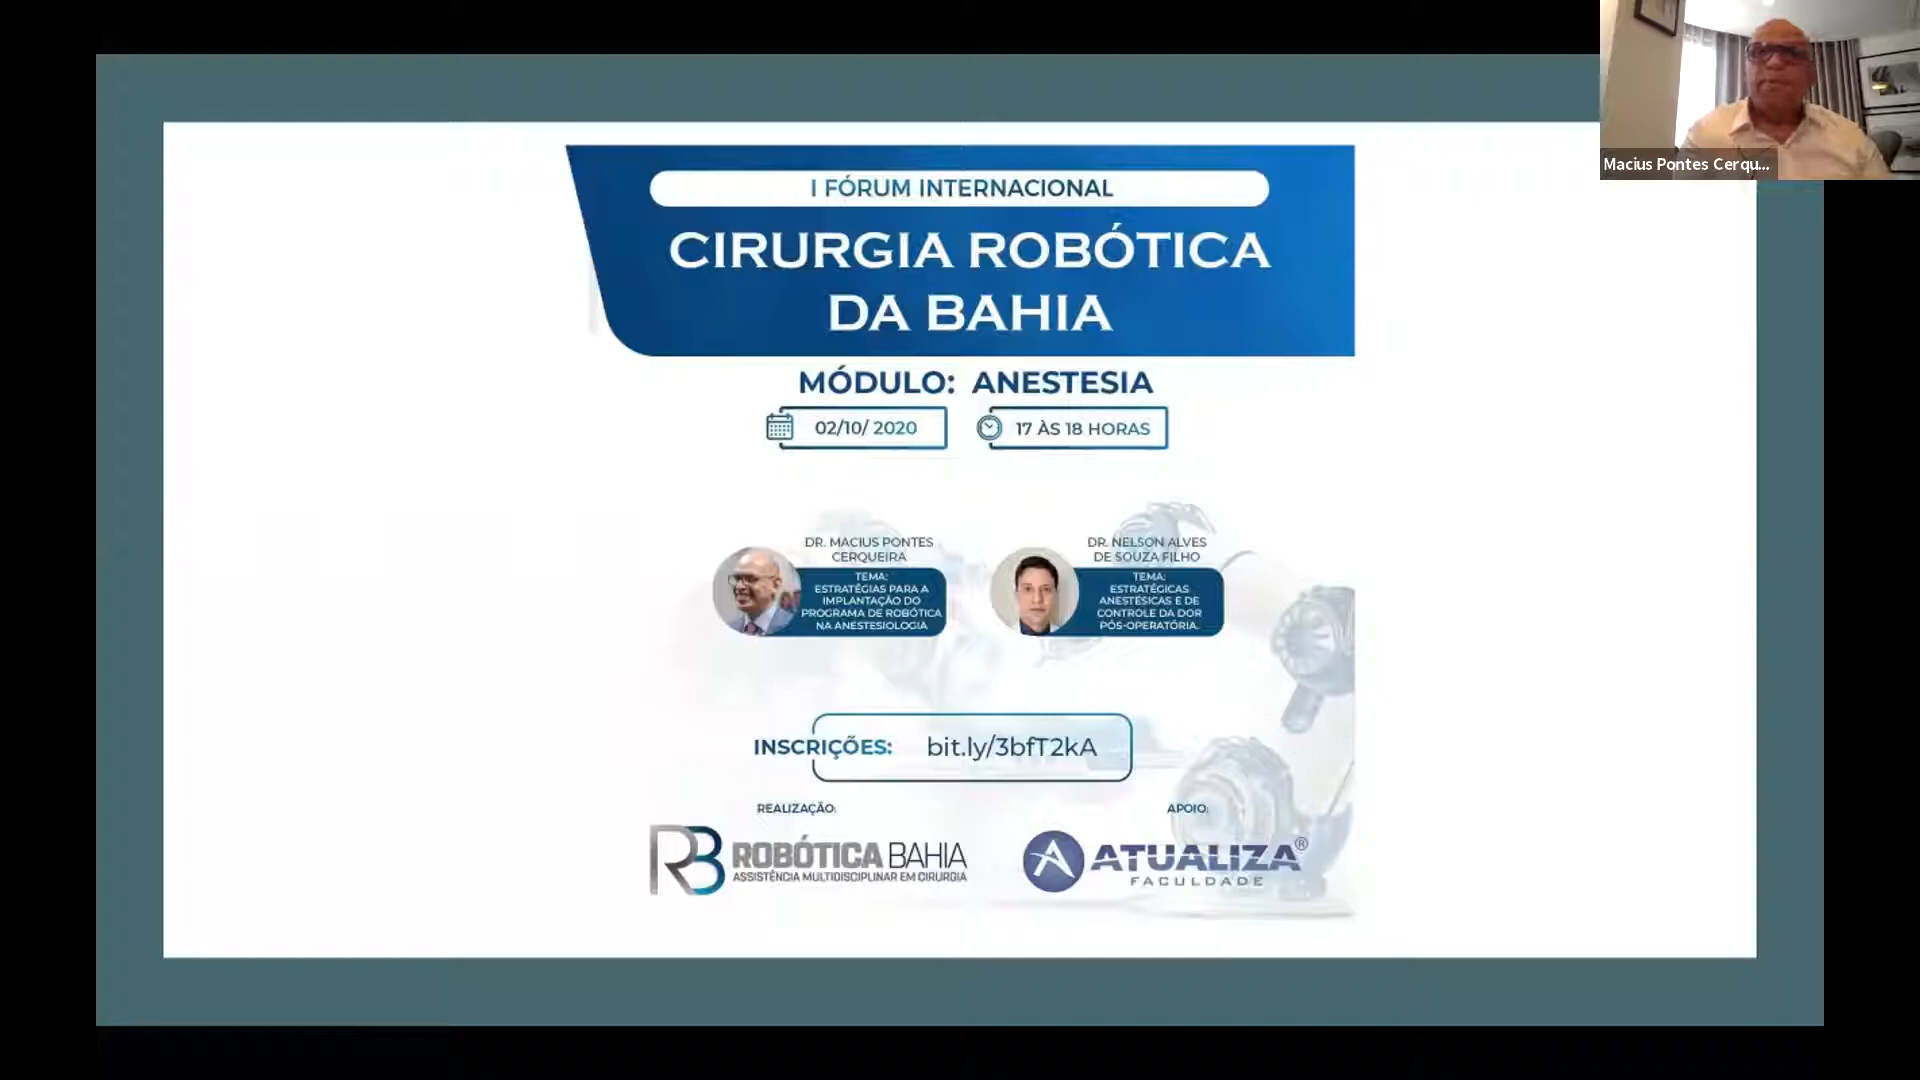 Macius Pontes Cerqu...
I FÓRUM INTERNACIONAL
CIRURGIA ROBÓTICA
DA BAHIA
MÓDULO: ANESTESIA
02/10/ 2020
17 ÀS 18 HORAS
DR. MACIUS PONTES
CERQUEIRA
TEMA:
ESTRATÉGIAS PARA A
IMPLANTAÇÃO DO
PROGRAMA DE ROBÓTICA
NA ANESTESIOLOGIA
DR. NELSON ALVES
DE SOUZA FILHO
TEMA:
ESTRATÉGICAS
ANESTÉSICAS E DE
CONTROLE DA DOR
PÓS-OPERATÓRIA.
INSCRIÇÕES: bit.ly/3bfT2kA
REALIZAÇÃO:
RB ROBÓTICA BAHIA
ASSISTÊNCIA MULTIDISCIPLINAR EM CIRURGIA
APOIO:
ATUALIZA®
FACULDADE